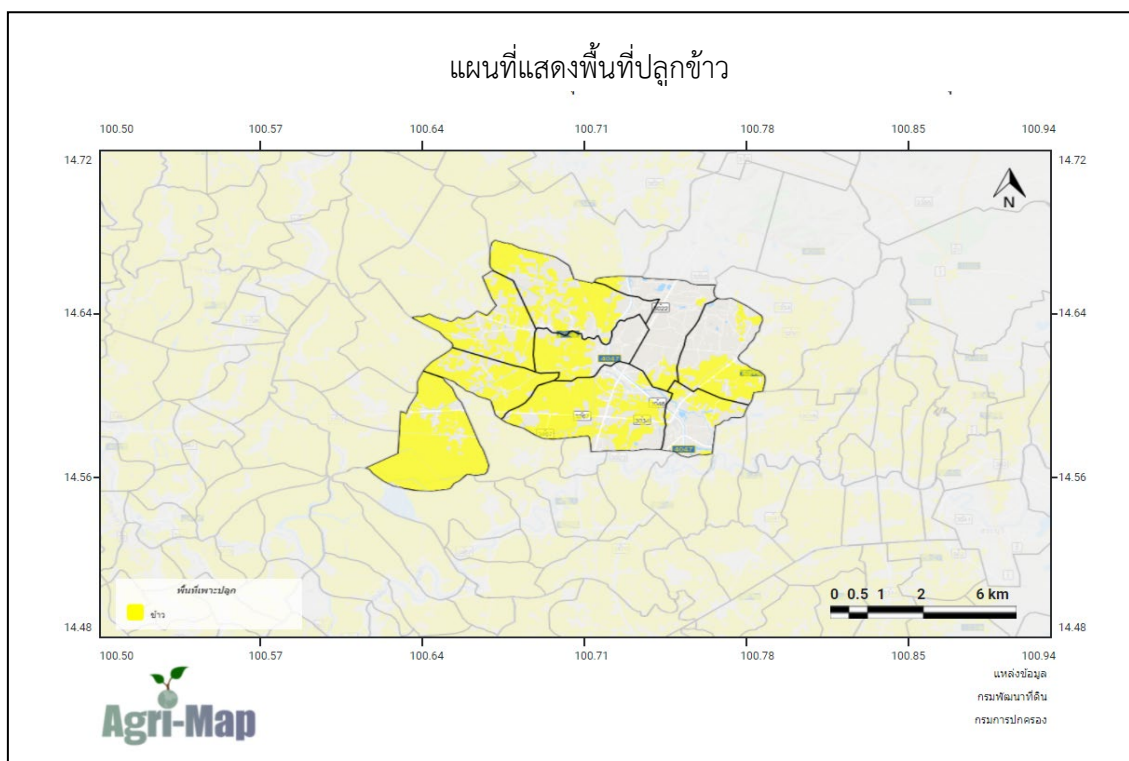 แผนที่แสดงพื้นที่ปลูกข้าว
100.50 100.57 100.64 100.71 100.78 100.85 100.94
14.72 14.72
N
14.64 14.64
14.56 14.56
พื้นที่เพาะปลูก
ข้าว
0 0.5 1 2 6 km
14.48 14.48
100.50 100.57 100.64 100.71 100.78 100.85 100.94
แหล่งข้อมูล
กรมพัฒนาที่ดิน
กรมการปกครอง
Agri-Map